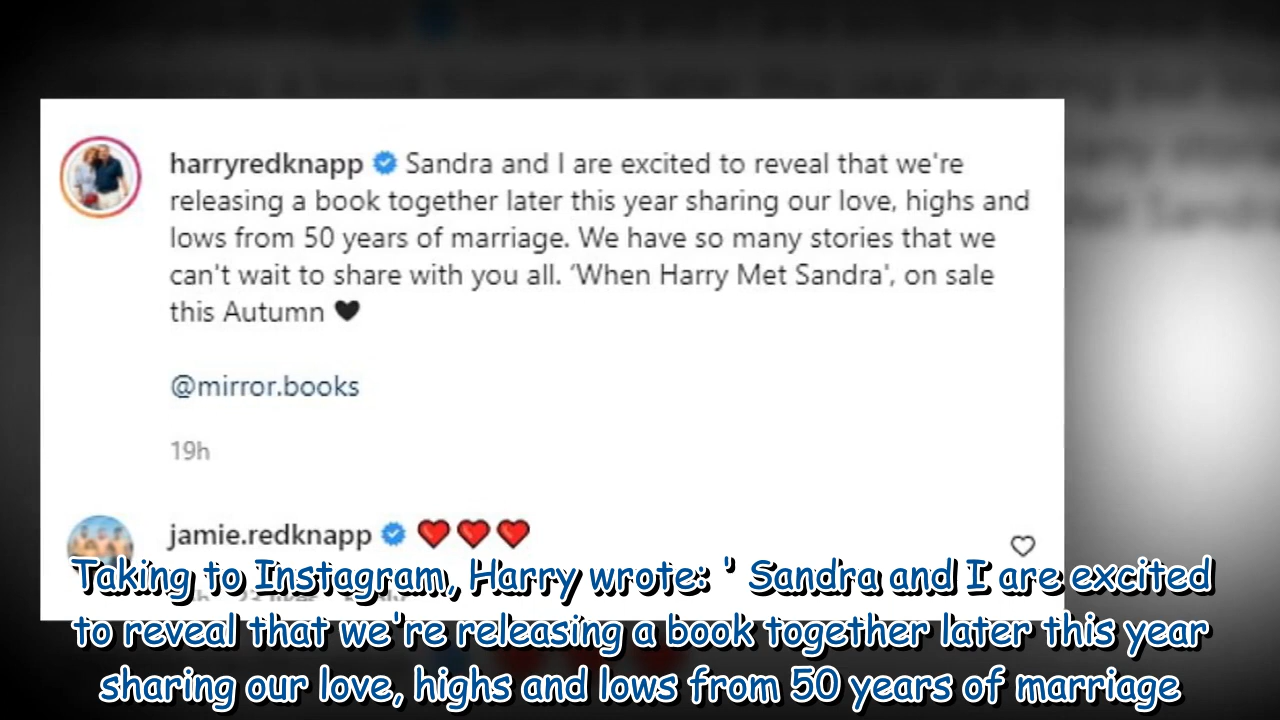 harryredknapp Sandra and I are excited to reveal that we're
releasing a book together later this year sharing our love, highs and
lows from 50 years of marriage. We have so many stories that we
can't wait to share with you all. ‘When Harry Met Sandra', on sale
this Autumn 🖤
@mirror.books
19h
jamie.redknapp ❤️❤️❤️
Taking to Instagram, Harry wrote: ' Sandra and I are excited
to reveal that we're releasing a book together later this year
sharing our love, highs and lows from 50 years of marriage